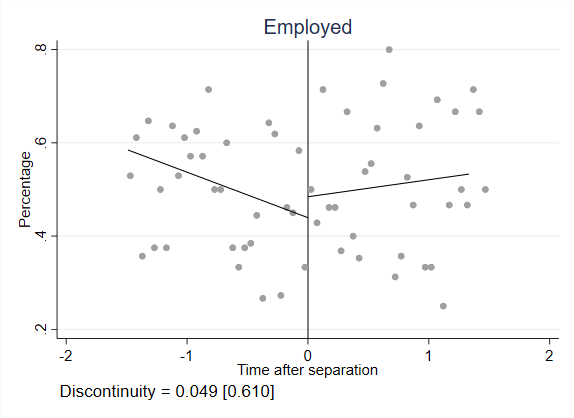 Employed
Percentage
.8
.6
.4
.2
-2 -1 0 1 2
Time after separation
Discontinuity = 0.049 [0.610]